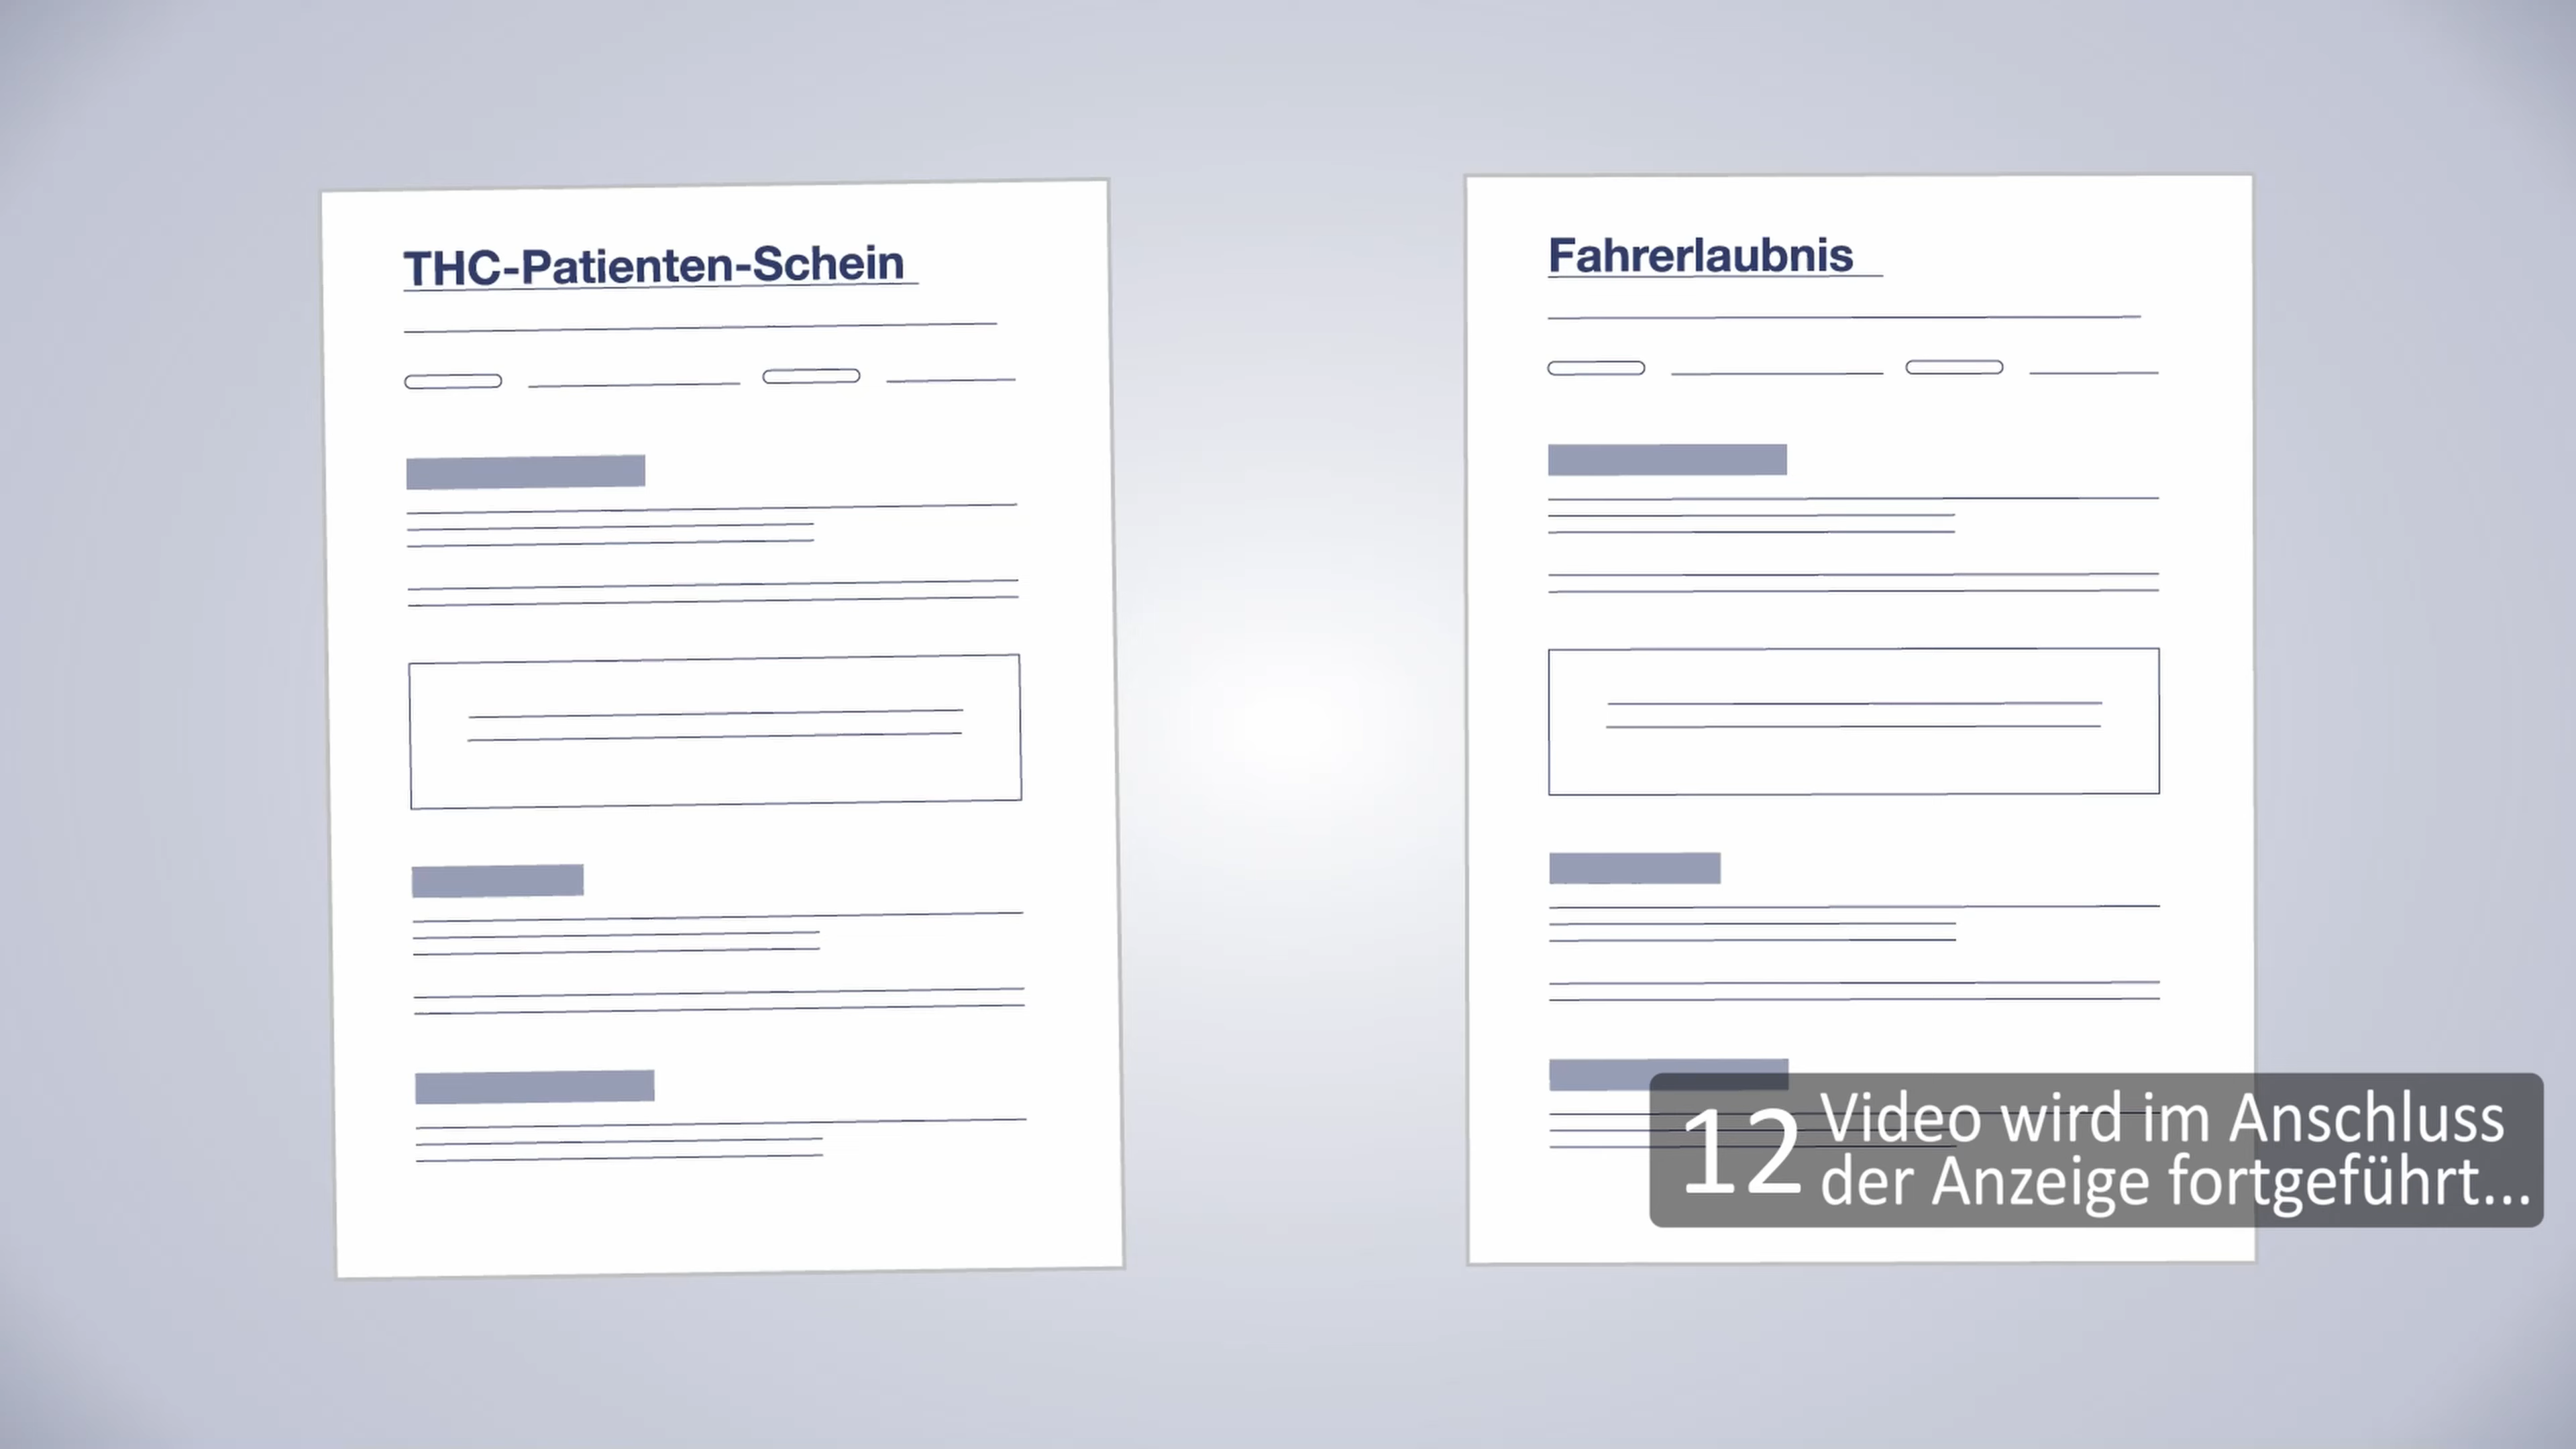 THC-Patienten-Schein
Fahrerlaubnis
12
Video wird im Anschluss
der Anzeige fortgeführt...